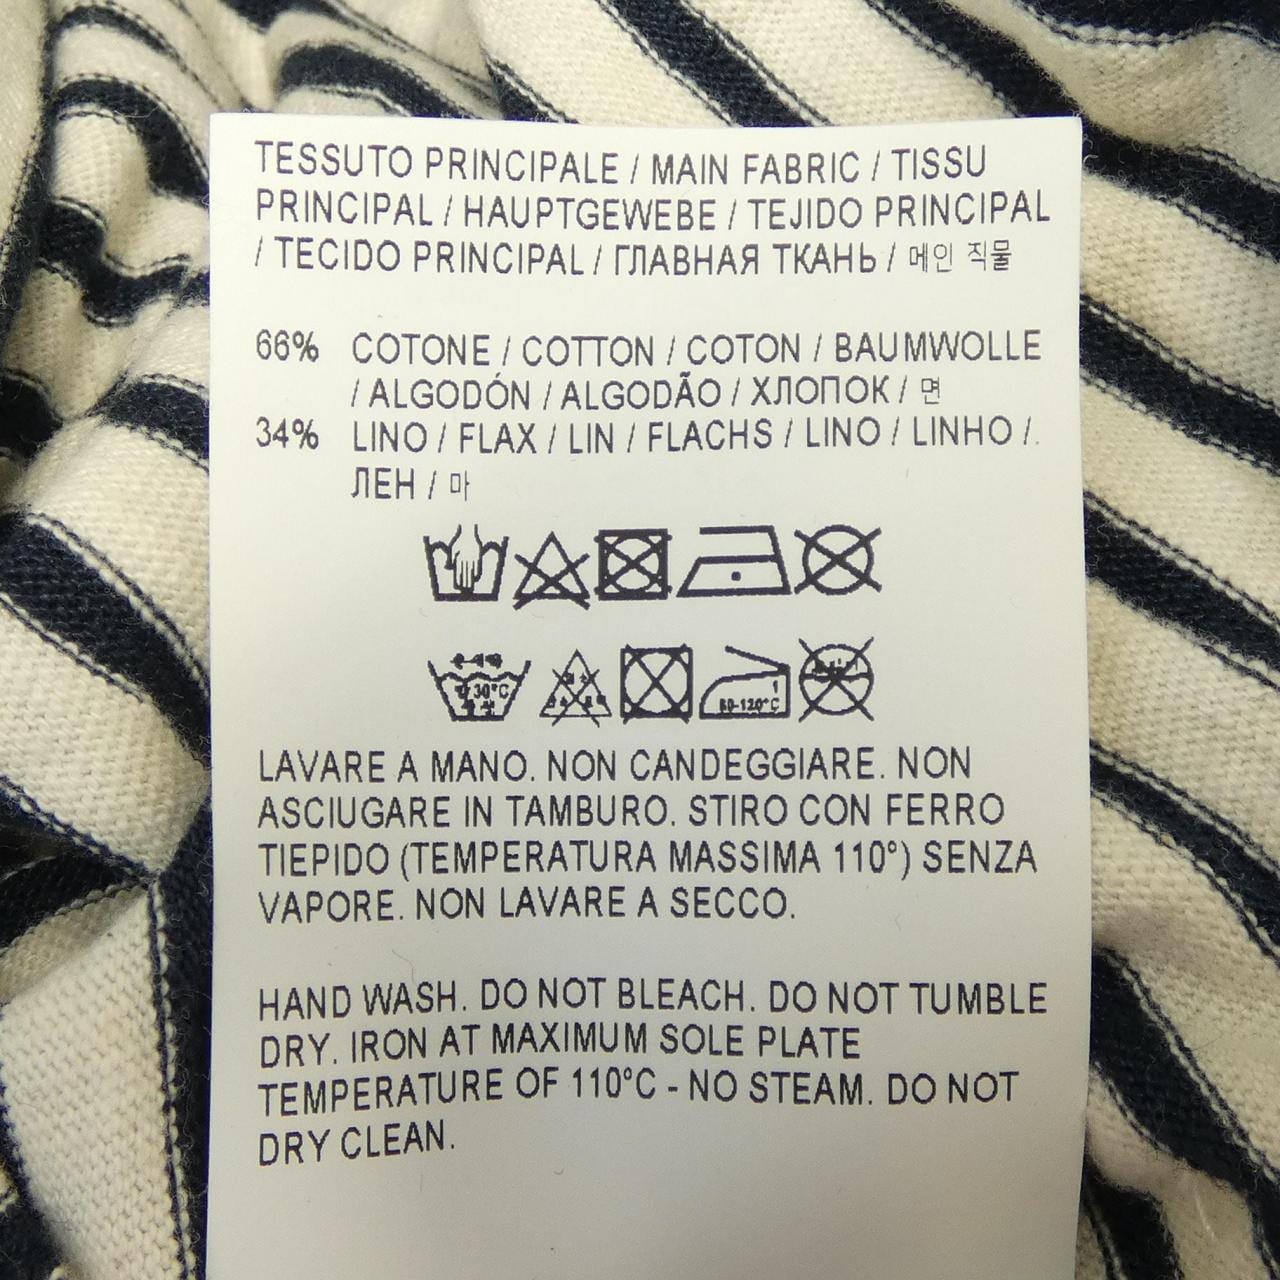 TESSUTO PRINCIPALE / MAIN FABRIC / TISSU
PRINCIPAL / HAUPTGEWEBE / TEJIDO PRINCIPAL
/ TECIDO PRINCIPAL / ГЛАВНАЯ ТКАНЬ / 메인 직물
66% COTONE / COTTON / COTON / BAUMWOLLE
/ ALGODÓN / ALGODÃO / ХЛОПОК / 면
34% LINO / FLAX / LIN / FLACHS / LINO / LINHO /
ЛЕН / 마
30°C
1
80-120°C
LAVARE A MANO. NON CANDEGGIARE. NON
ASCIUGARE IN TAMBURO. STIRO CON FERRO
TIEPIDO (TEMPERATURA MASSIMA 110°) SENZA
VAPORE. NON LAVARE A SECCO.
HAND WASH. DO NOT BLEACH. DO NOT TUMBLE
DRY. IRON AT MAXIMUM SOLE PLATE
TEMPERATURE OF 110°C - NO STEAM. DO NOT
DRY CLEAN.